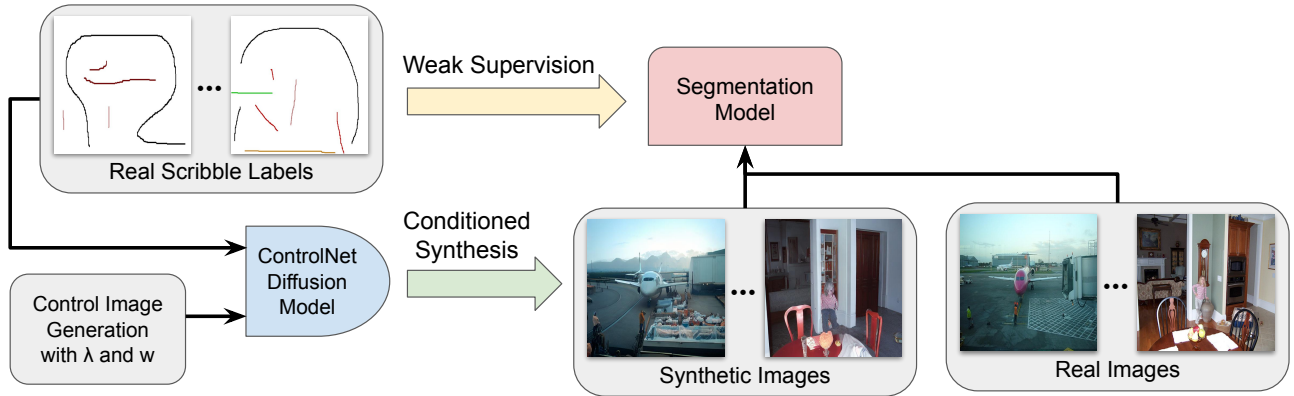 Real Scribble Labels
Weak Supervision
Segmentation
Model
ControlNet
Diffusion
Model
Control Image
Generation
with λ and w
Conditioned
Synthesis
Synthetic Images
Real Images